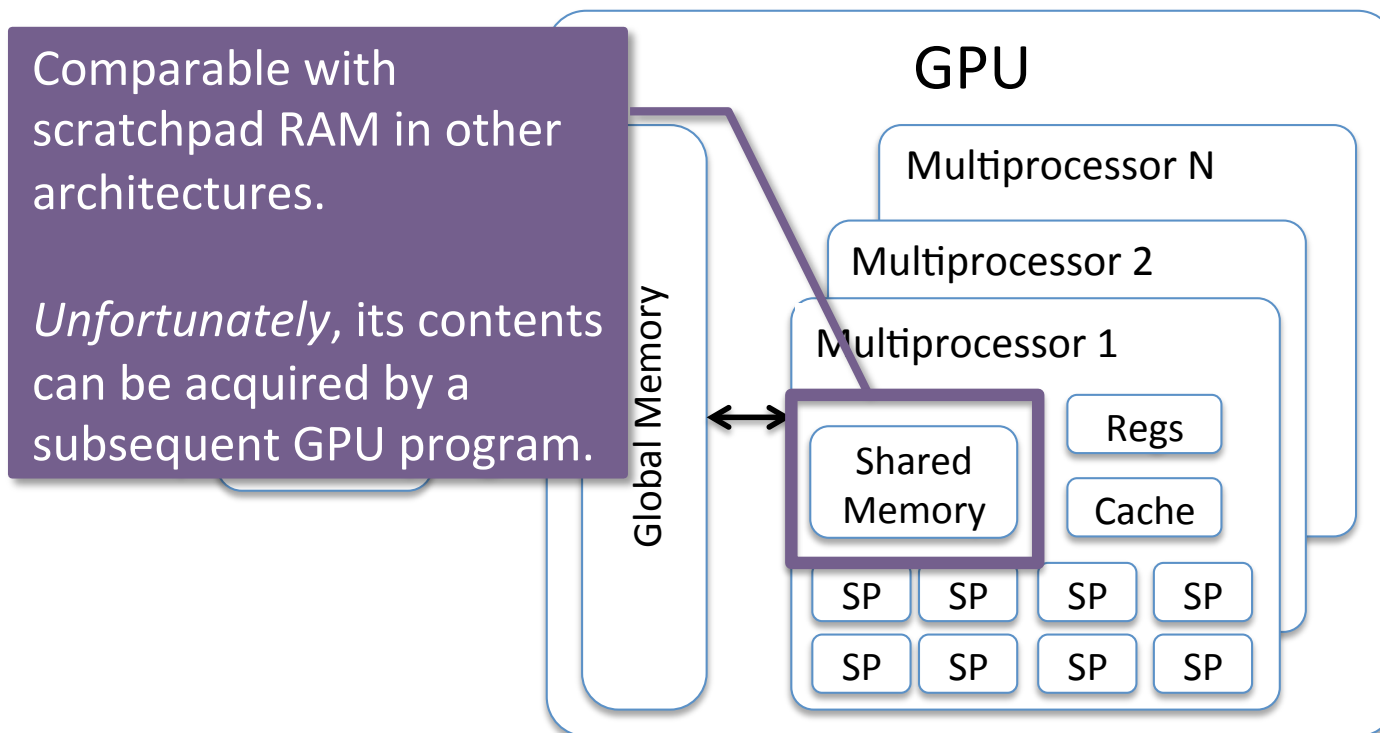 Comparable with
scratchpad RAM in other
architectures.
Unfortunately, its contents
can be acquired by a
subsequent GPU program.
GPU
Global Memory
Multiprocessor N
Multiprocessor 2
Multiprocessor 1
Shared
Memory
Regs
Cache
SP SP SP SP
SP SP SP SP